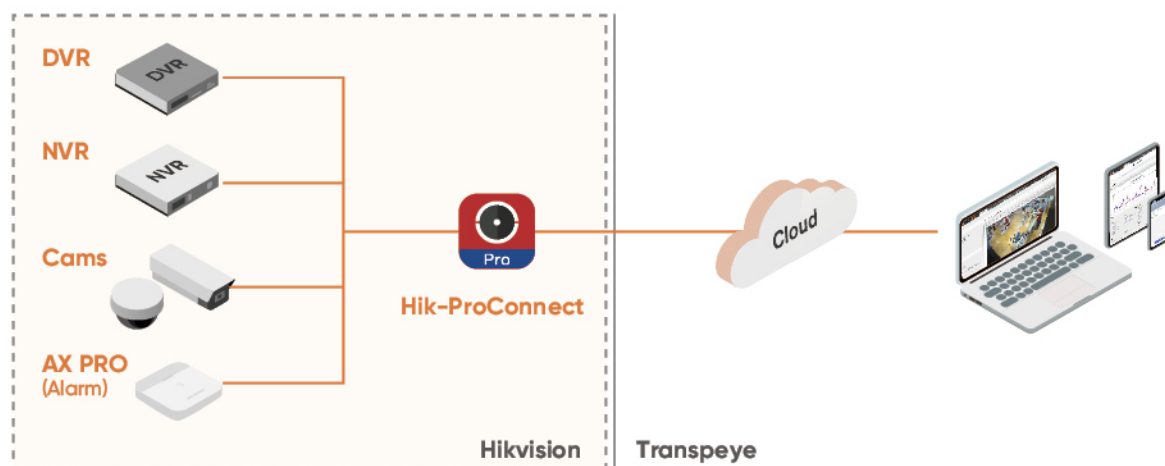 DVR
DVR
NVR
NVR
Cams
AX PRO
(Alarm)
Pro
Hik-ProConnect
Hikvision
Cloud
Transpeye